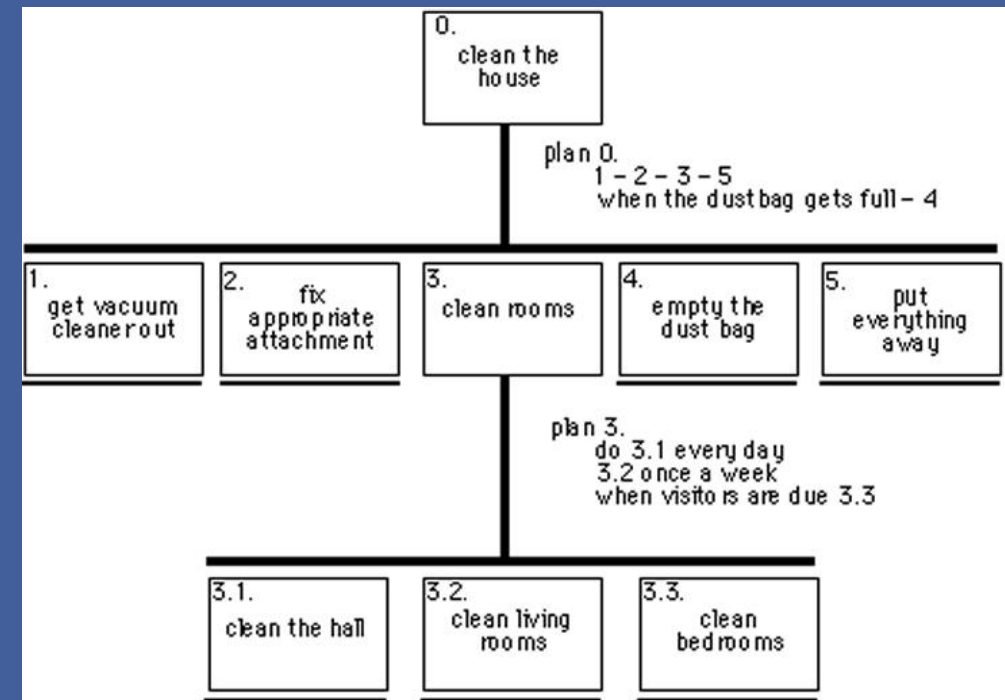 0.
clean the
house
plan 0.
1 - 2 - 3 - 5
when the dustbag gets full - 4
1.
get vacuum
cleaner out
2.
fix
appropriate
attachment
3.
clean rooms
4.
empty the
dust bag
5.
put
everything
away
plan 3.
do 3.1 every day
3.2 once a week
when visitors are due 3.3
3.1.
clean the hall
3.2.
clean living
rooms
3.3.
clean
bedrooms